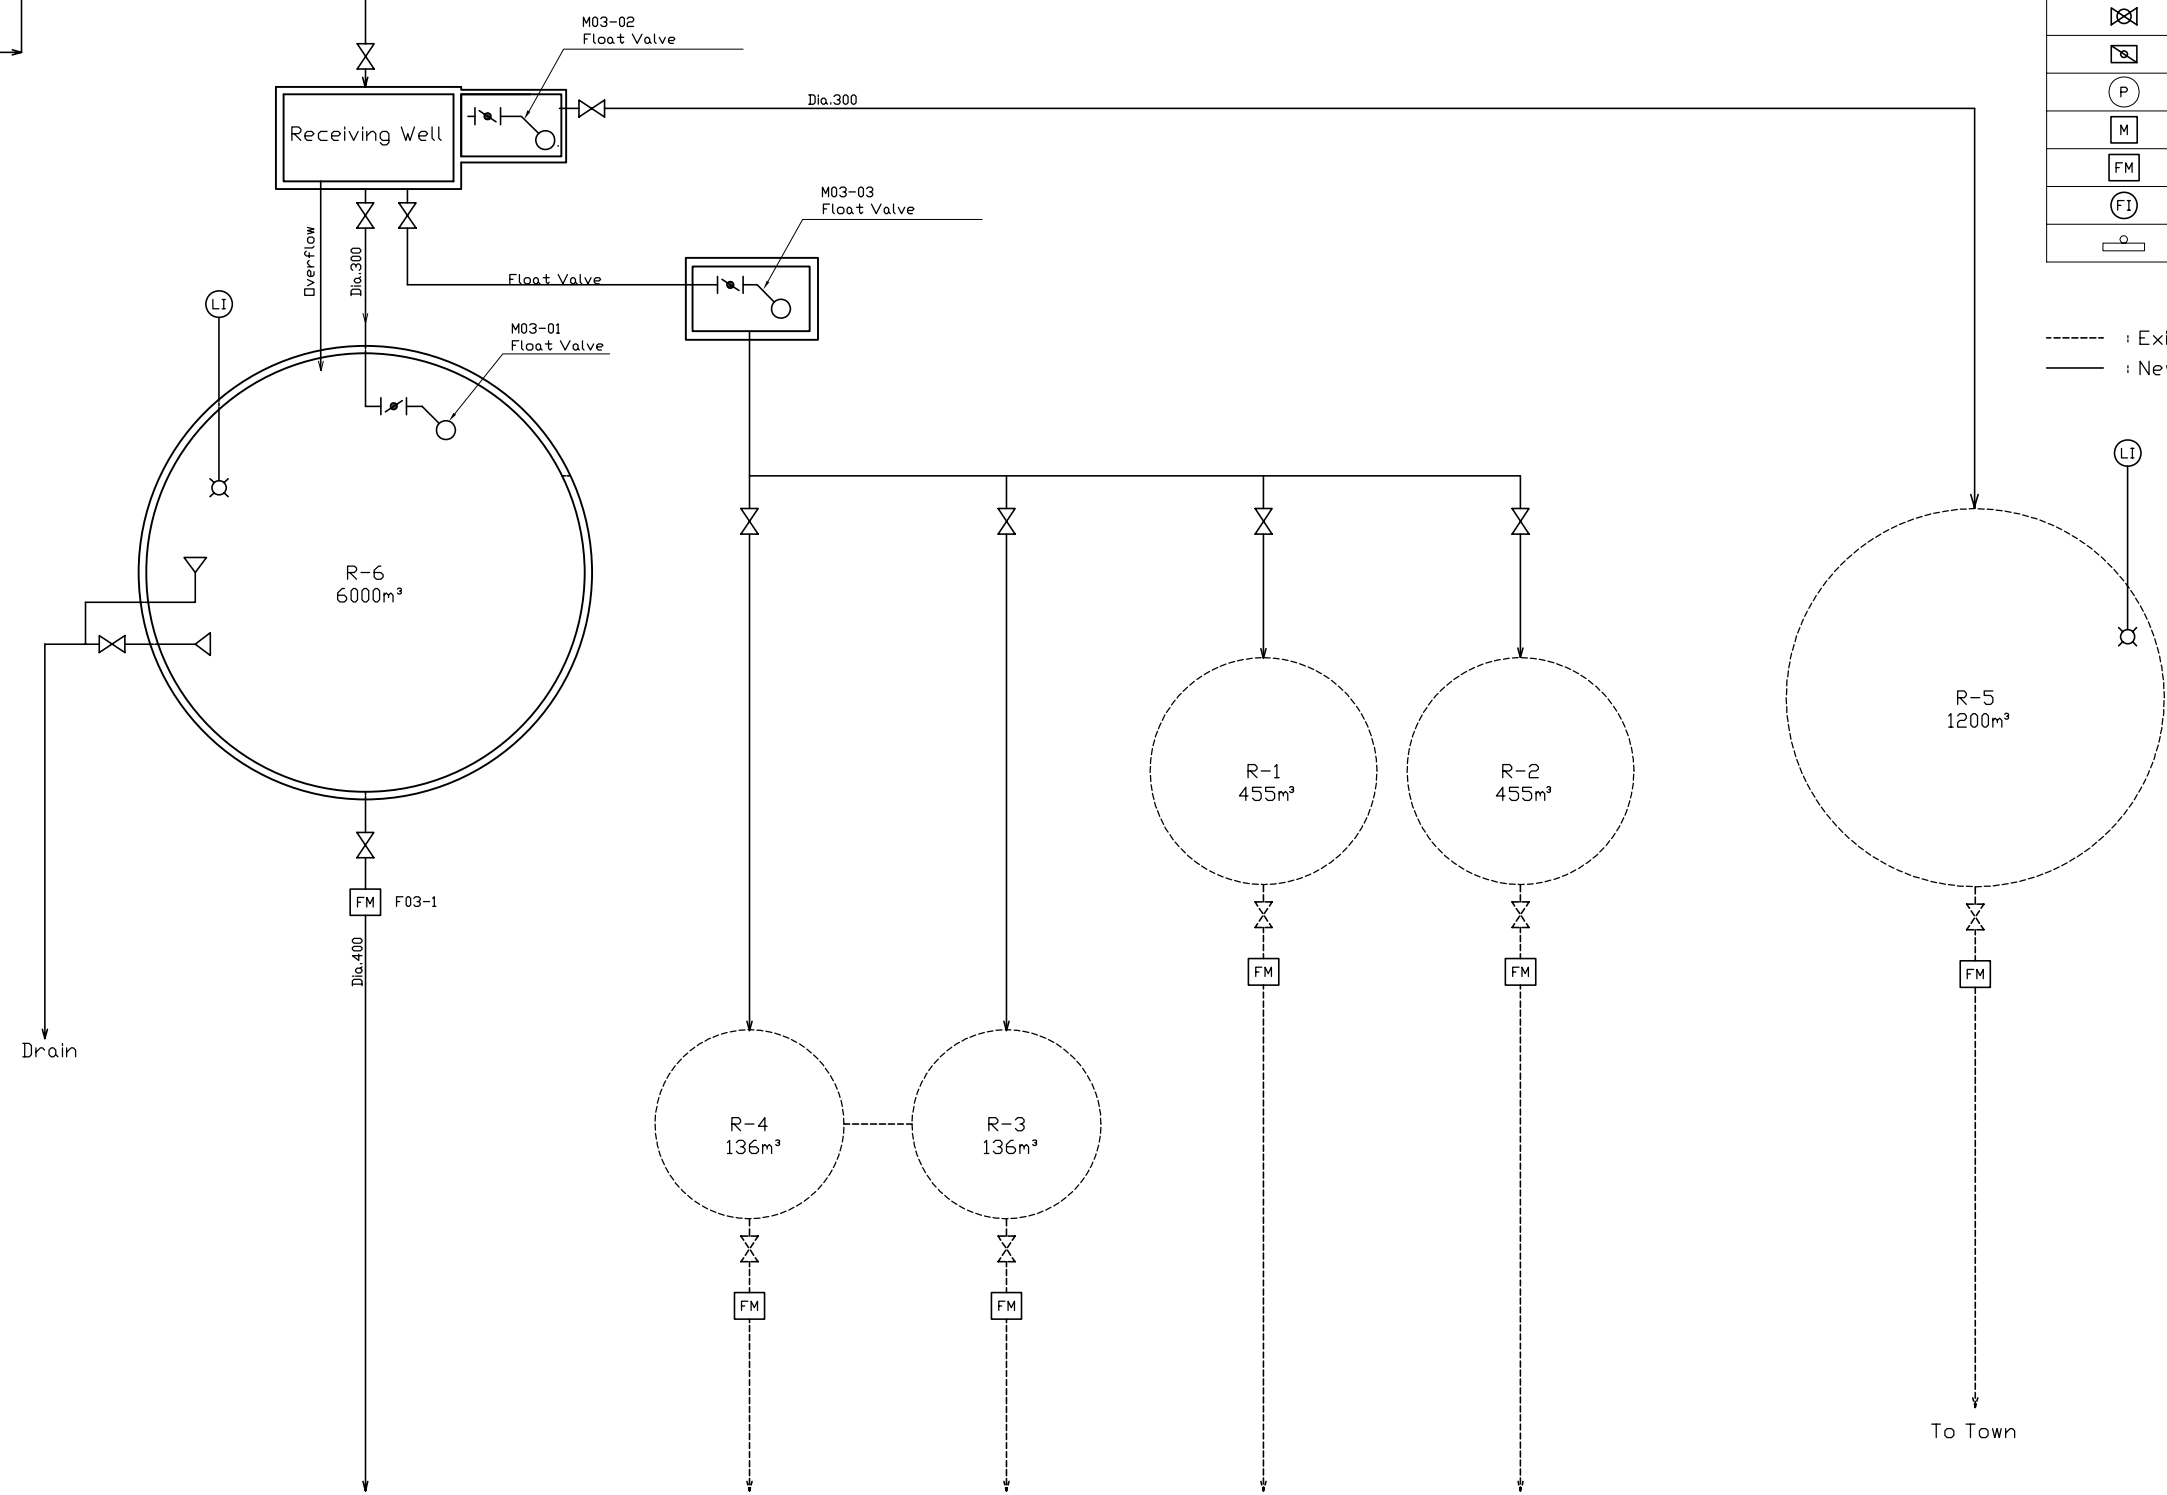 M03-02
Float Valve
Dia.300
P
Receiving Well
M
FM
M03-03
Float Valve
FI
Overflow
Dia.300
Float Valve
LI
M03-01
Float Valve
: Exi
: Ne
LI
R-6
6000m³
R-5
1200m³
R-1
455m³
R-2
455m³
FM
F03-1
Dia.400
FM
FM
FM
Drain
R-4
136m³
R-3
136m³
FM
FM
To Town